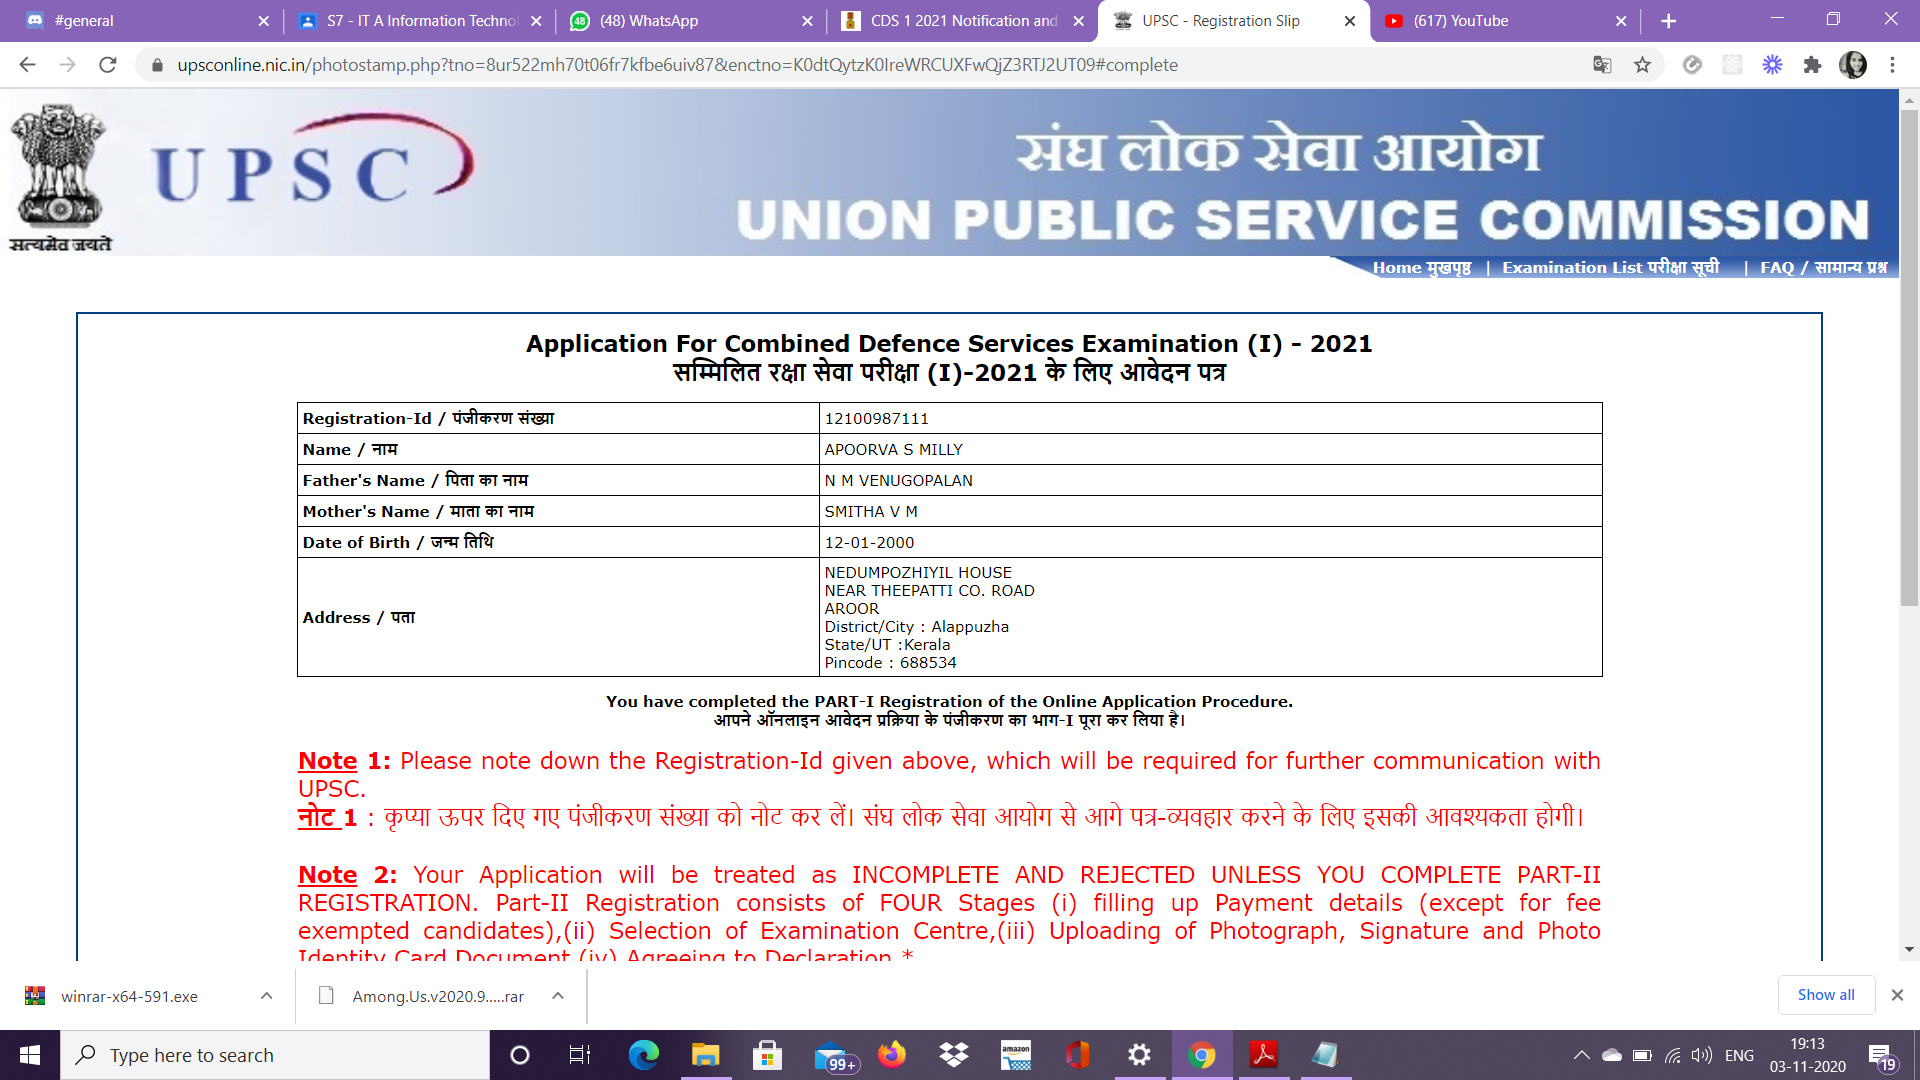 #general
S7 - IT A Information Technol
(48) WhatsApp
CDS 1 2021 Notification and
UPSC - Registration Slip
(617) YouTube
upsconline.nic.in/photostamp.php?tno=8ur522mh70t06fr7kfbe6uiv87&enctno=K0dtQytzK0IreWRCUXFwQjZ3RTJ2UT09#complete
सत्यमेव जयते
UPSC
संघ लोक सेवा आयोग
UNION PUBLIC SERVICE COMMISSION
Home मुखपृष्ठ | Examination List परीक्षा सूची | FAQ / सामान्य प्रश्न
Application For Combined Defence Services Examination (I) - 2021
सम्मिलित रक्षा सेवा परीक्षा (I)-2021 के लिए आवेदन पत्र
Registration-Id / पंजीकरण संख्या 12100987111
Name / नाम APOORVA S MILLY
Father's Name / पिता का नाम N M VENUGOPALAN
Mother's Name / माता का नाम SMITHA V M
Date of Birth / जन्म तिथि 12-01-2000
Address / पता
NEDUMPOZHIYIL HOUSE
NEAR THEEPATTI CO. ROAD
AROOR
District/City : Alappuzha
State/UT :Kerala
Pincode : 688534
You have completed the PART-I Registration of the Online Application Procedure.
आपने ऑनलाइन आवेदन प्रक्रिया के पंजीकरण का भाग-I पूरा कर लिया है।
Note 1: Please note down the Registration-Id given above, which will be required for further communication with
UPSC.
नोट 1 : कृप्या ऊपर दिए गए पंजीकरण संख्या को नोट कर लें। संघ लोक सेवा आयोग से आगे पत्र-व्यवहार करने के लिए इसकी आवश्यकता होगी।
Note 2: Your Application will be treated as INCOMPLETE AND REJECTED UNLESS YOU COMPLETE PART-II
REGISTRATION. Part-II Registration consists of FOUR Stages (i) filling up Payment details (except for fee
exempted candidates),(ii) Selection of Examination Centre,(iii) Uploading of Photograph, Signature and Photo
Identity Card Document (iv) Agreeing to Declaration *
winrar-x64-591.exe
Among.Us.v2020.9.....rar
Show all
Type here to search
99+
amazon
ENG
19:13
03-11-2020
19